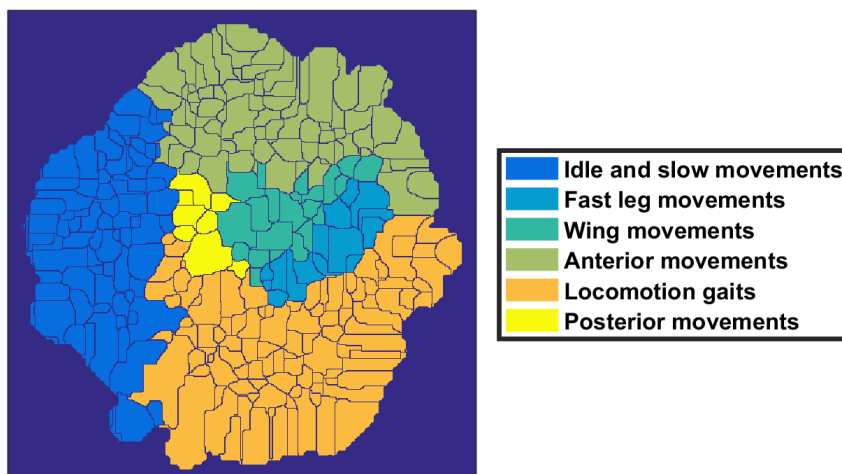 Idle and slow movements
Fast leg movements
Wing movements
Anterior movements
Locomotion gaits
Posterior movements